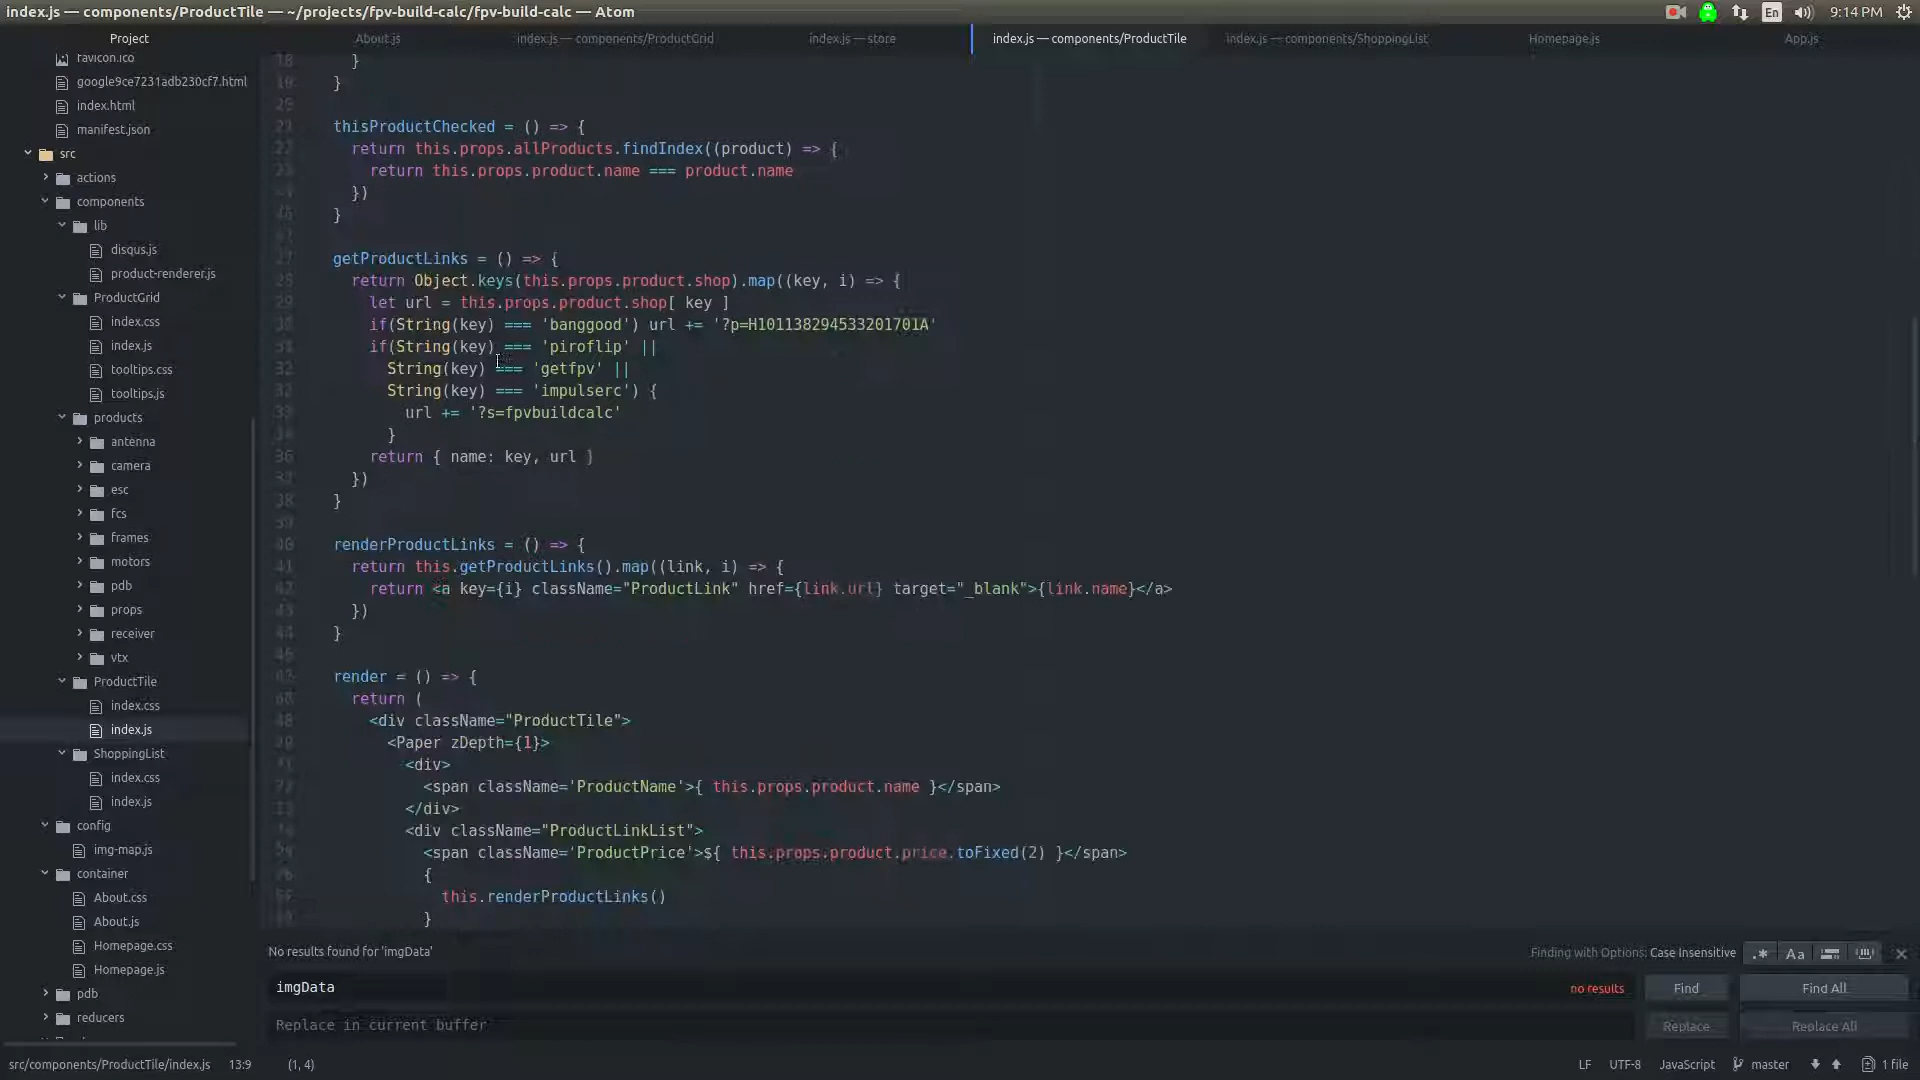 index.js — components/ProductTile — ~/projects/fpv-build-calc/fpv-build-calc — Atom
En
9:14 PM
Project
About.js
index.js — components/ProductGrid
index.js — store
index.js — components/ProductTile
index.js — components/ShoppingList
Homepage.js
App.js
favicon.ico
google9ce7231adb230cf7.html
index.html
manifest.json
src
actions
components
lib
disqus.js
product-renderer.js
ProductGrid
index.css
index.js
tooltips.css
tooltips.js
products
antenna
camera
esc
fcs
frames
motors
pdb
props
receiver
vtx
ProductTile
index.css
index.js
ShoppingList
index.css
index.js
config
img-map.js
container
About.css
About.js
Homepage.css
Homepage.js
pdb
reducers
}
}
thisProductChecked = () => {
return this.props.allProducts.findIndex((product) => {
return this.props.product.name === product.name
})
}
getProductLinks = () => {
return Object.keys(this.props.product.shop).map((key, i) => {
let url = this.props.product.shop[ key ]
if(String(key) === 'banggood') url += '?p=H101138294533201701A'
if(String(key) === 'piroflip' ||
String(key) === 'getfpv' ||
String(key) === 'impulserc') {
url += '?s=fpvbuildcalc'
}
return { name: key, url }
})
}
renderProductLinks = () => {
return this.getProductLinks().map((link, i) => {
return <a key={i} className="ProductLink" href={link.url} target="_blank">{link.name}</a>
})
}
render = () => {
return (
<div className="ProductTile">
<Paper zDepth={1}>
<div>
<span className='ProductName'>{ this.props.product.name }</span>
</div>
<div className="ProductLinkList">
<span className='ProductPrice'>${ this.props.product.price.toFixed(2) }</span>
{
this.renderProductLinks()
}
No results found for 'imgData'
Finding with Options: Case Insensitive
.*
Aa
imgData
no results
Find
Find All
Replace in current buffer
Replace
Replace All
src/components/ProductTile/index.js
13:9
(1, 4)
LF
UTF-8
JavaScript
master
1 file